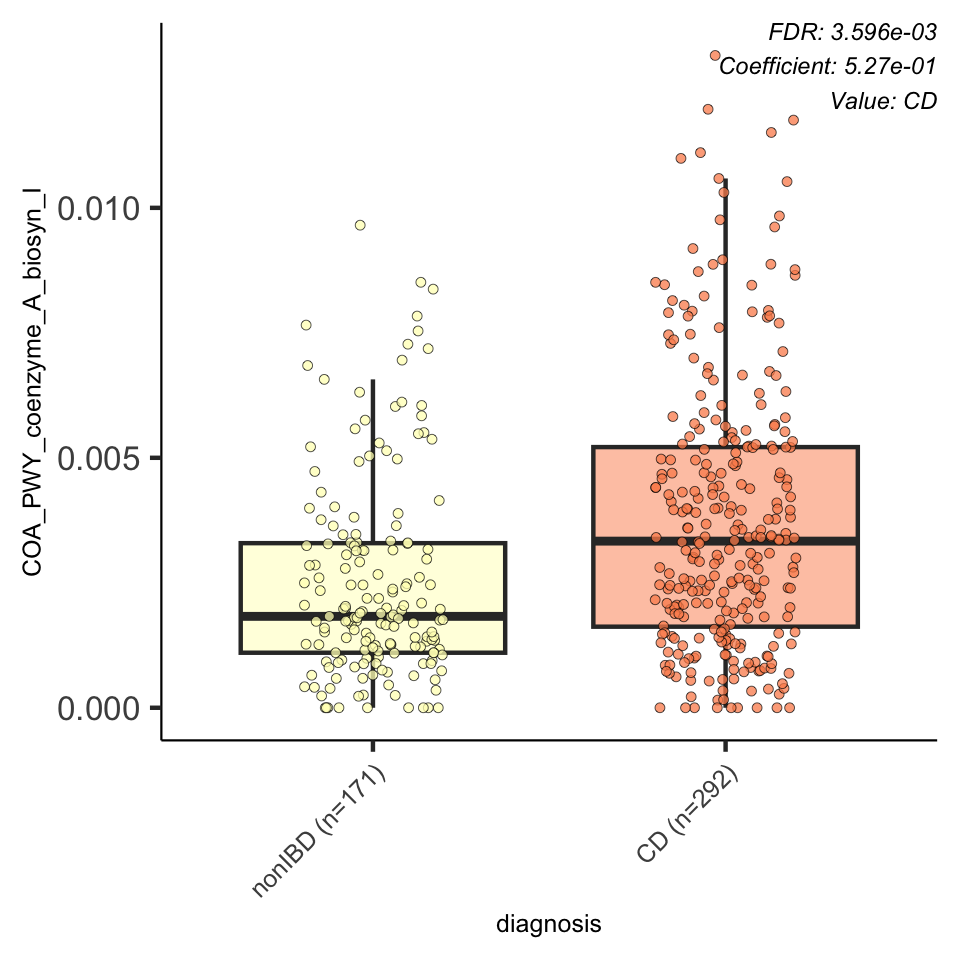 FDR: 3.596e-03
Coefficient: 5.27e-01
Value: CD
COA_PWY_coenzyme_A_biosyn_I
0.010
0.005
0.000
nonIBD (n=171)
CD (n=292)
diagnosis